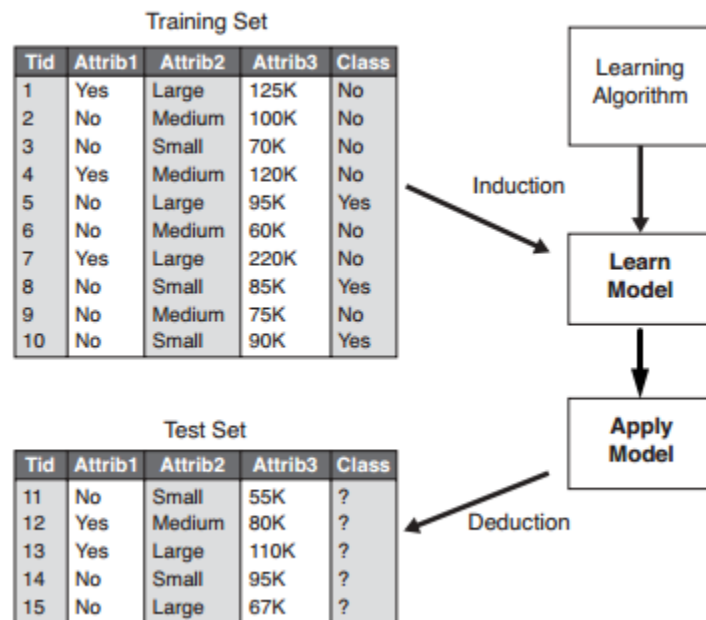 Training Set
Tid Attrib1 Attrib2 Attrib3 Class
1 Yes Large 125K No
2 No Medium 100K No
3 No Small 70K No
4 Yes Medium 120K No
5 No Large 95K Yes
6 No Medium 60K No
7 Yes Large 220K No
8 No Small 85K Yes
9 No Medium 75K No
10 No Small 90K Yes
Learning
Algorithm
Induction
Learn
Model
Apply
Model
Deduction
Test Set
Tid Attrib1 Attrib2 Attrib3 Class
11 No Small 55K ?
12 Yes Medium 80K ?
13 Yes Large 110K ?
14 No Small 95K ?
15 No Large 67K ?